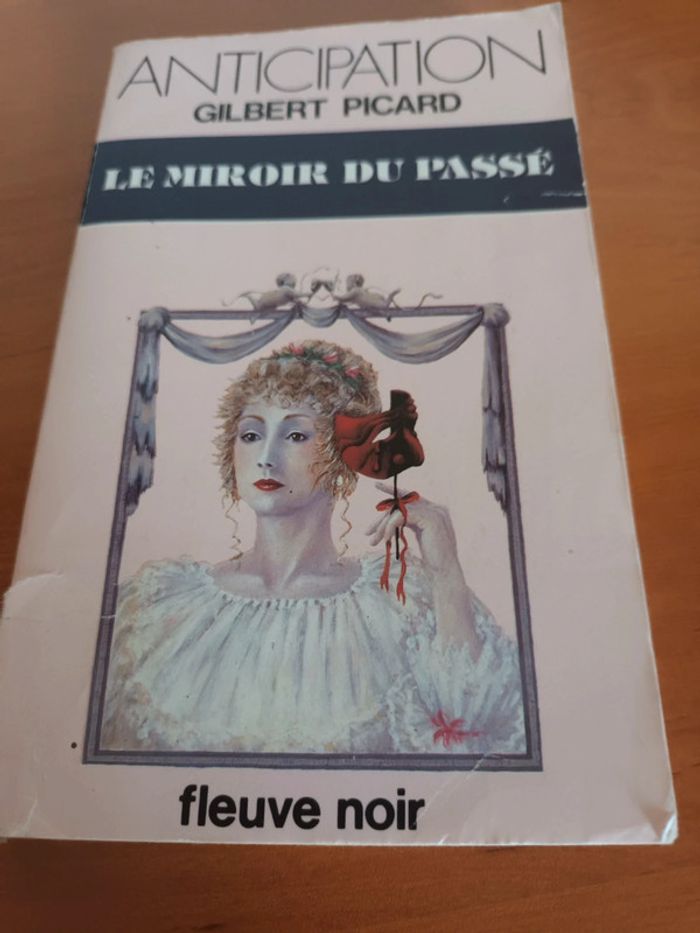 ANTICIPATION
GILBERT PICARD
LE MIROIR DU PASSÉ
fleuve noir